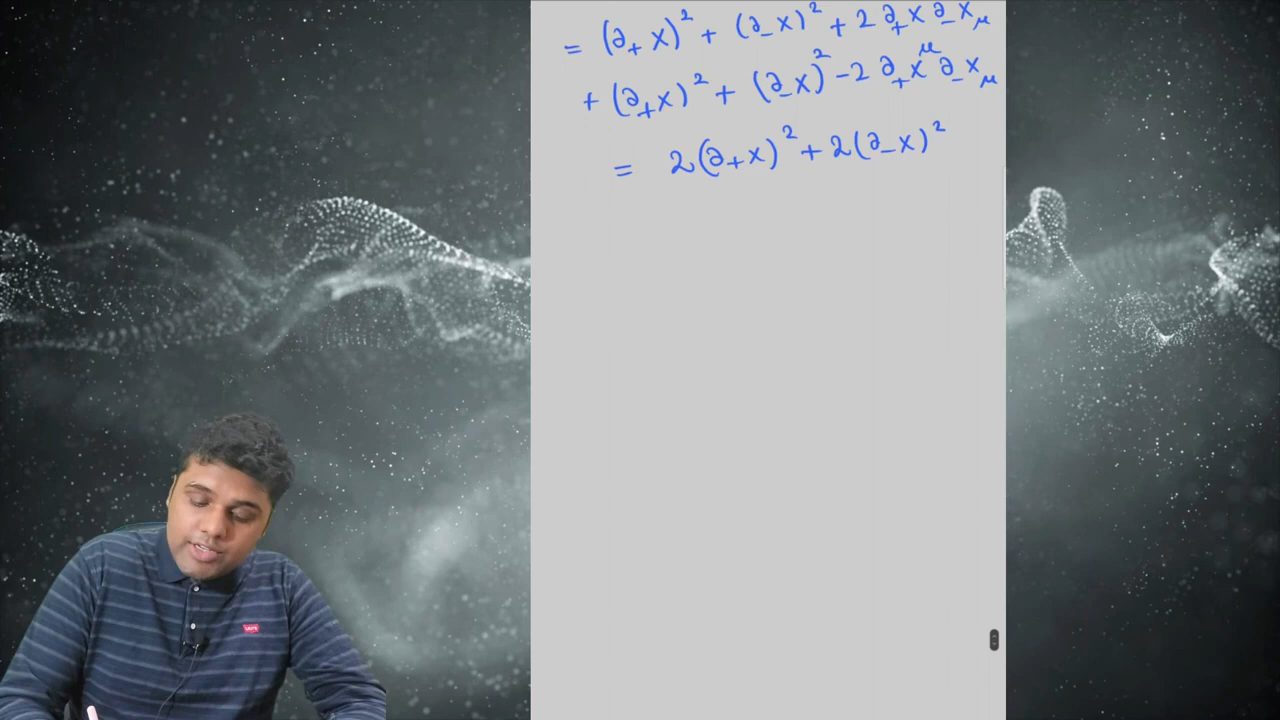 = (∂₊X)² + (∂₋X)² + 2 ∂₊X ∂₋X_μ
+ (∂₊X)² + (∂₋X)² − 2 ∂₊X^μ ∂₋X_μ
= 2(∂₊X)² + 2(∂₋X)²